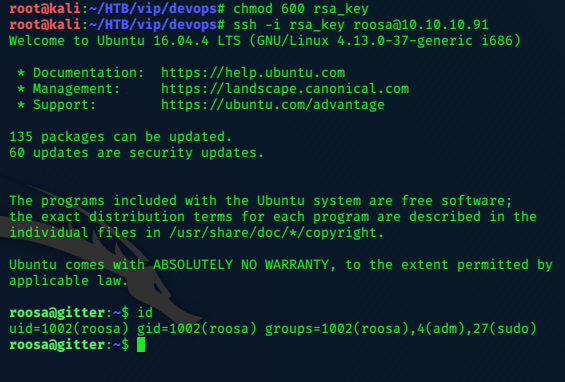 root@kali:~/HTB/vip/devops# chmod 600 rsa_key
root@kali:~/HTB/vip/devops# ssh -i rsa_key roosa@10.10.10.91
Welcome to Ubuntu 16.04.4 LTS (GNU/Linux 4.13.0-37-generic i686)
* Documentation: https://help.ubuntu.com
* Management: https://landscape.canonical.com
* Support: https://ubuntu.com/advantage
135 packages can be updated.
60 updates are security updates.
The programs included with the Ubuntu system are free software;
the exact distribution terms for each program are described in the
individual files in /usr/share/doc/*/copyright.
Ubuntu comes with ABSOLUTELY NO WARRANTY, to the extent permitted by
applicable law.
roosa@gitter:~$ id
uid=1002(roosa) gid=1002(roosa) groups=1002(roosa),4(adm),27(sudo)
roosa@gitter:~$